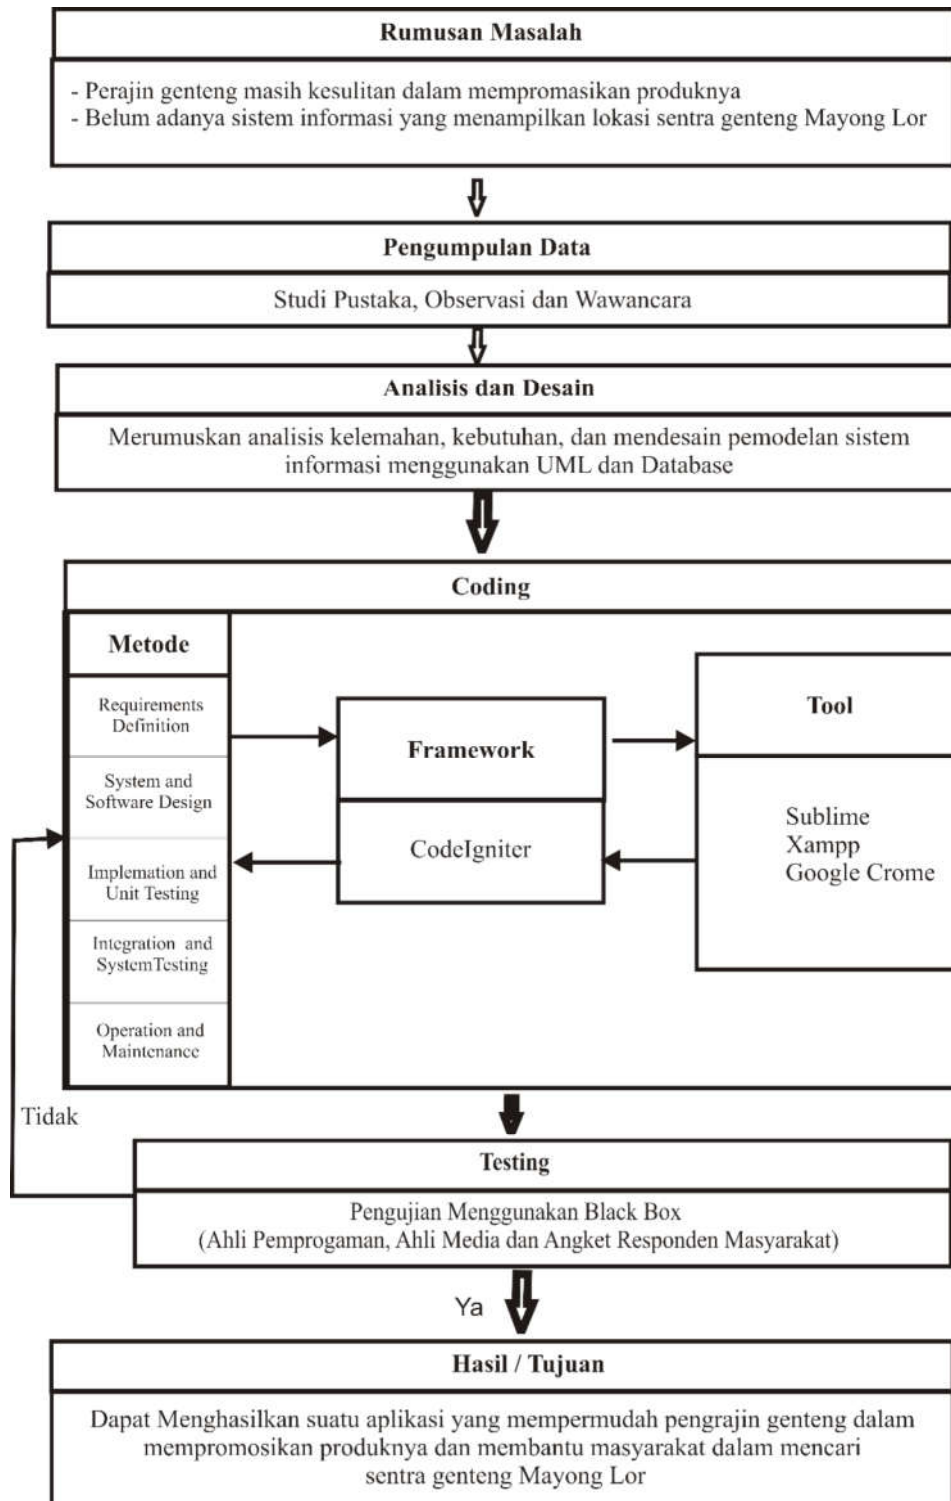 Rumusan Masalah
- Perajin genteng masih kesulitan dalam mempromasikan produknya
- Belum adanya sistem informasi yang menampilkan lokasi sentra genteng Mayong Lor
Pengumpulan Data
Studi Pustaka, Observasi dan Wawancara
Analisis dan Desain
Merumuskan analisis kelemahan, kebutuhan, dan mendesain pemodelan sistem
informasi menggunakan UML dan Database
Coding
Metode
Requirements
Definition
System and
Software Design
Implemation and
Unit Testing
Integration and
SystemTesting
Operation and
Maintenance
Framework
CodeIgniter
Tool
Sublime
Xampp
Google Crome
Tidak
Testing
Pengujian Menggunakan Black Box
(Ahli Pemprogaman, Ahli Media dan Angket Responden Masyarakat)
Ya
Hasil / Tujuan
Dapat Menghasilkan suatu aplikasi yang mempermudah pengrajin genteng dalam
mempromosikan produknya dan membantu masyarakat dalam mencari
sentra genteng Mayong Lor